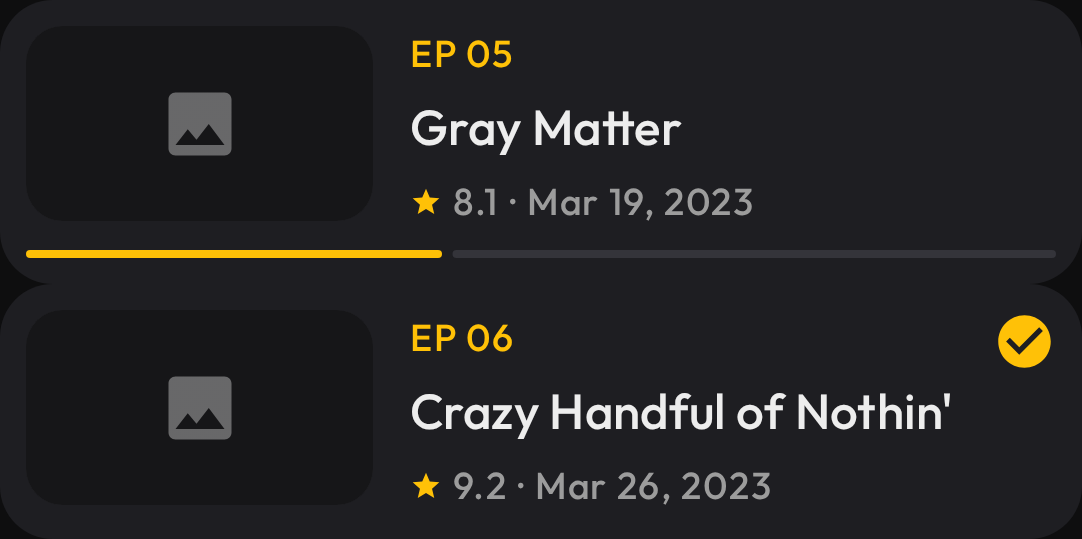 EP 05
Gray Matter
8.1 · Mar 19, 2023
EP 06
Crazy Handful of Nothin'
9.2 · Mar 26, 2023